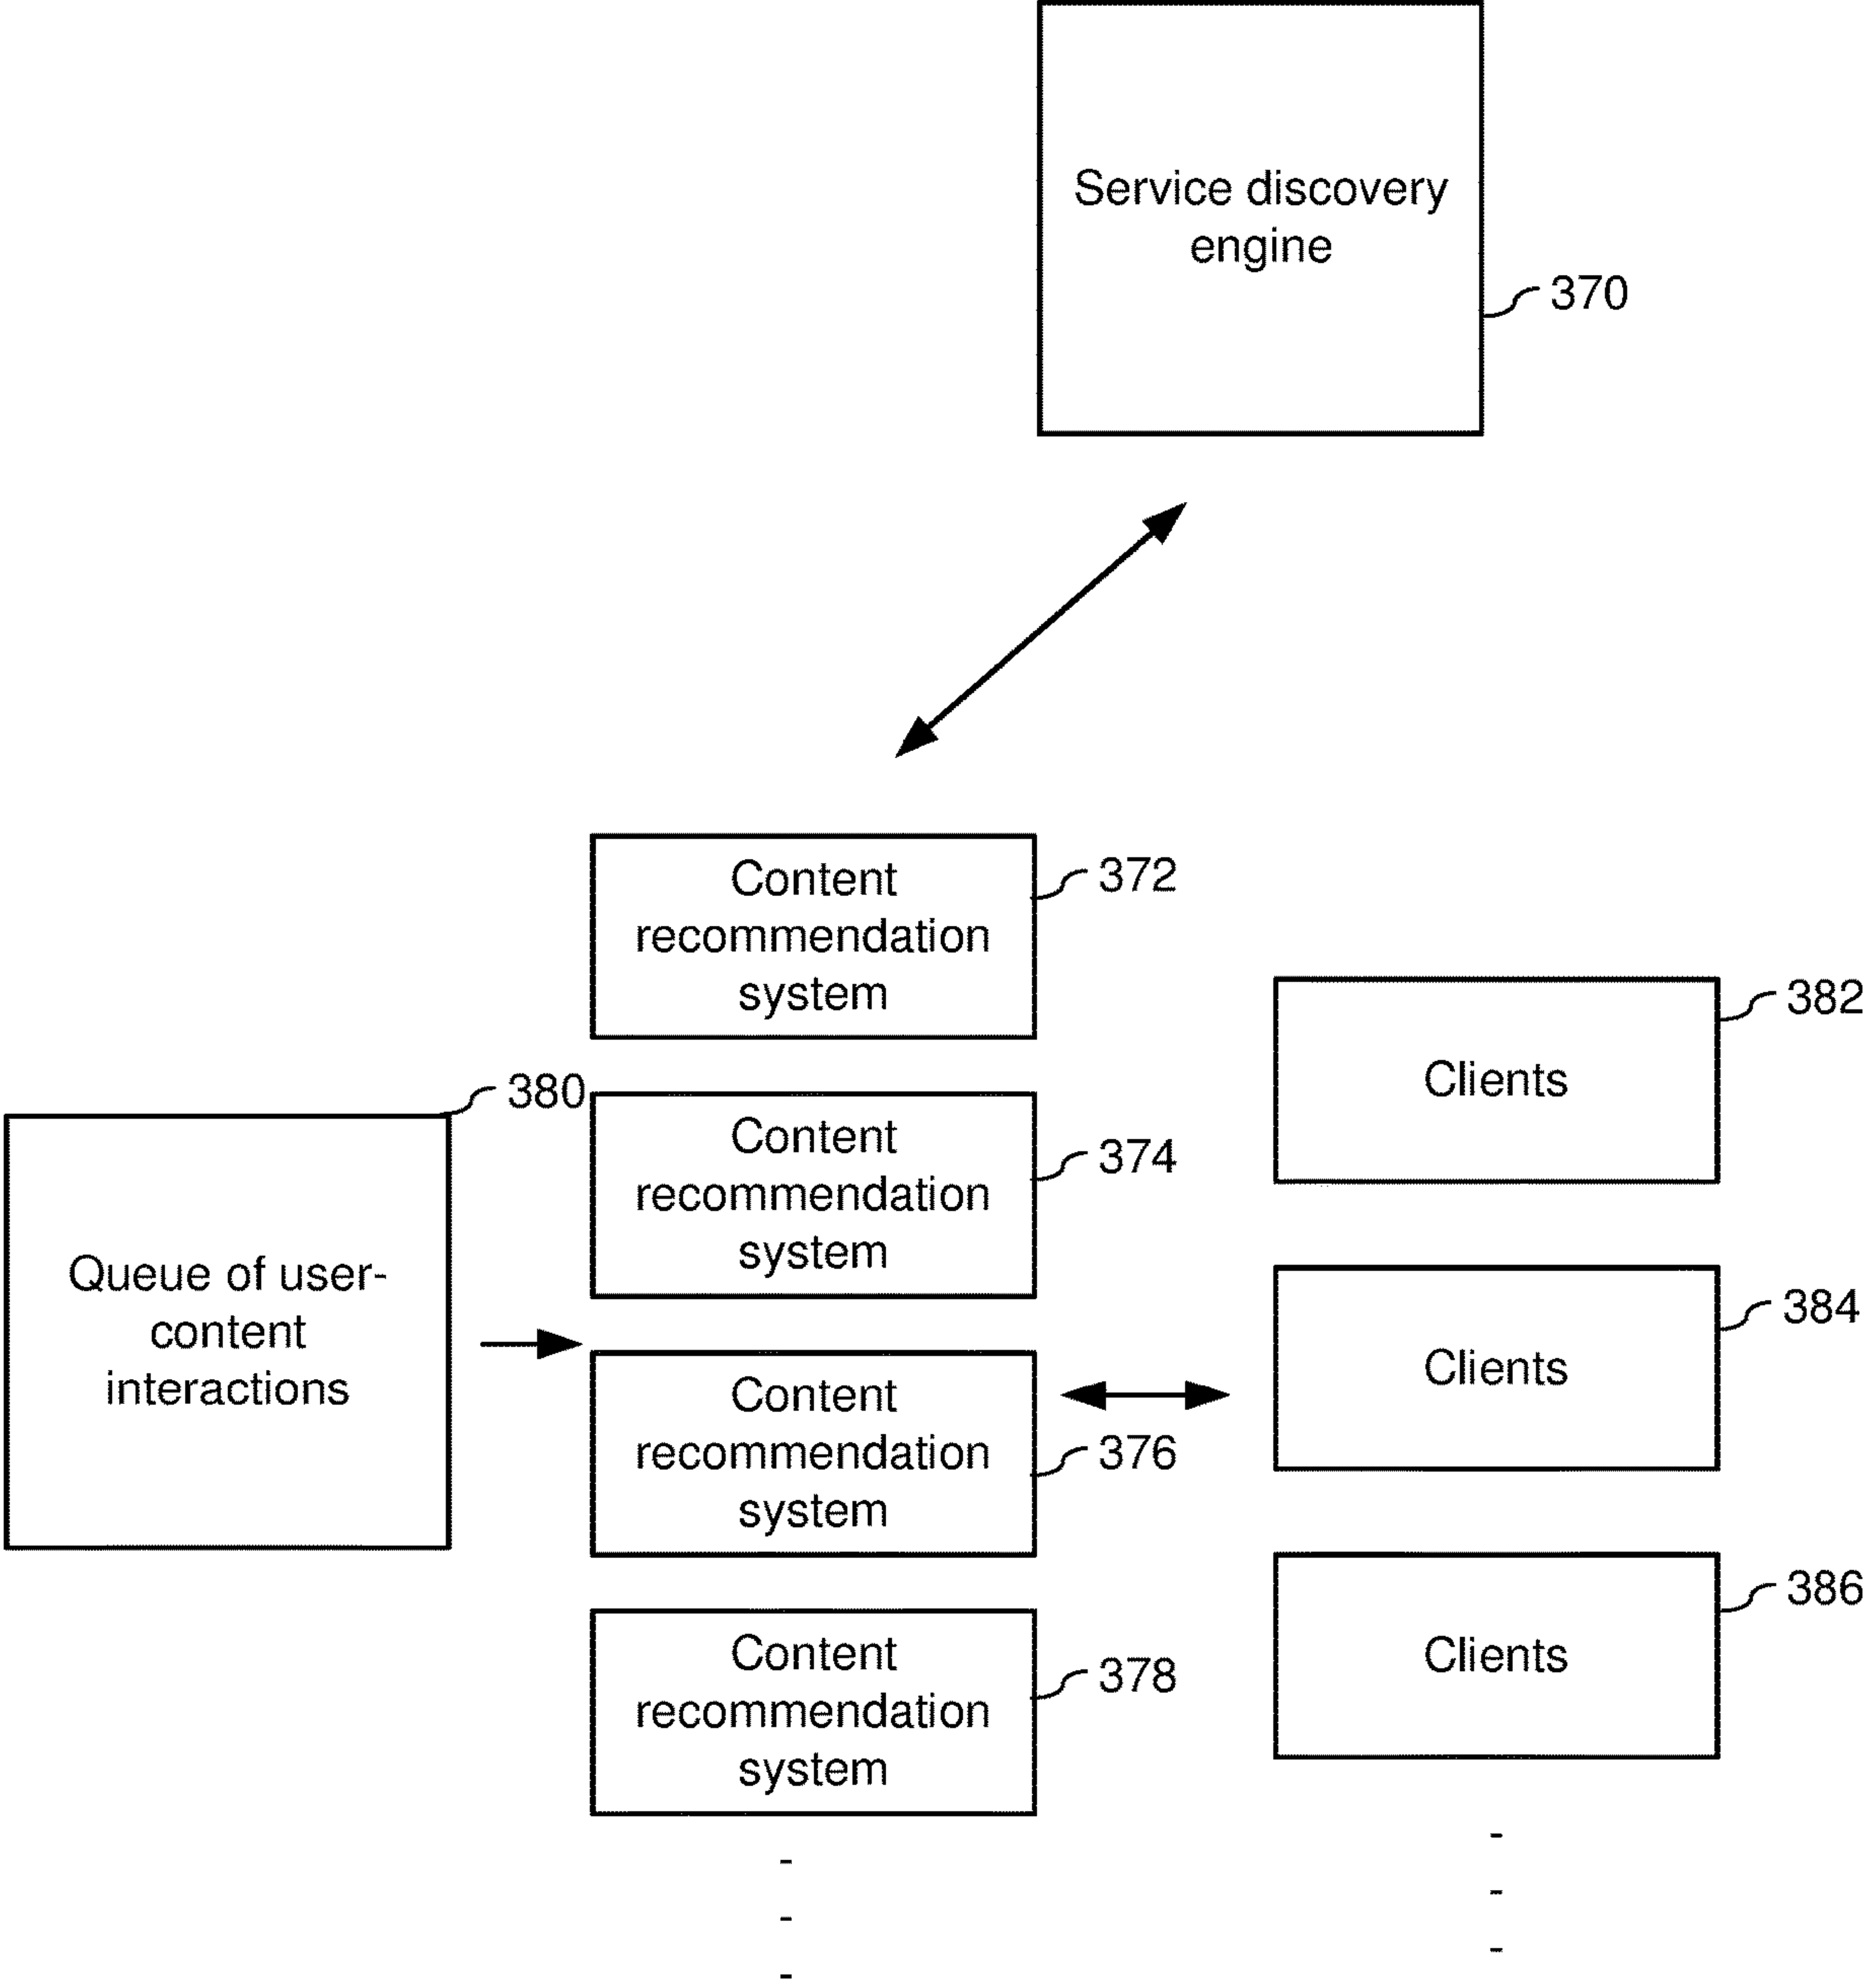 Service discovery
engine
370
Content
recommendation
system
372
382
Clients
380
Content
recommendation
system
374
Queue of user-
content
interactions
384
Clients
Content
recommendation
system
376
386
Clients
Content
recommendation
system
378
-
-
-
-
-
-